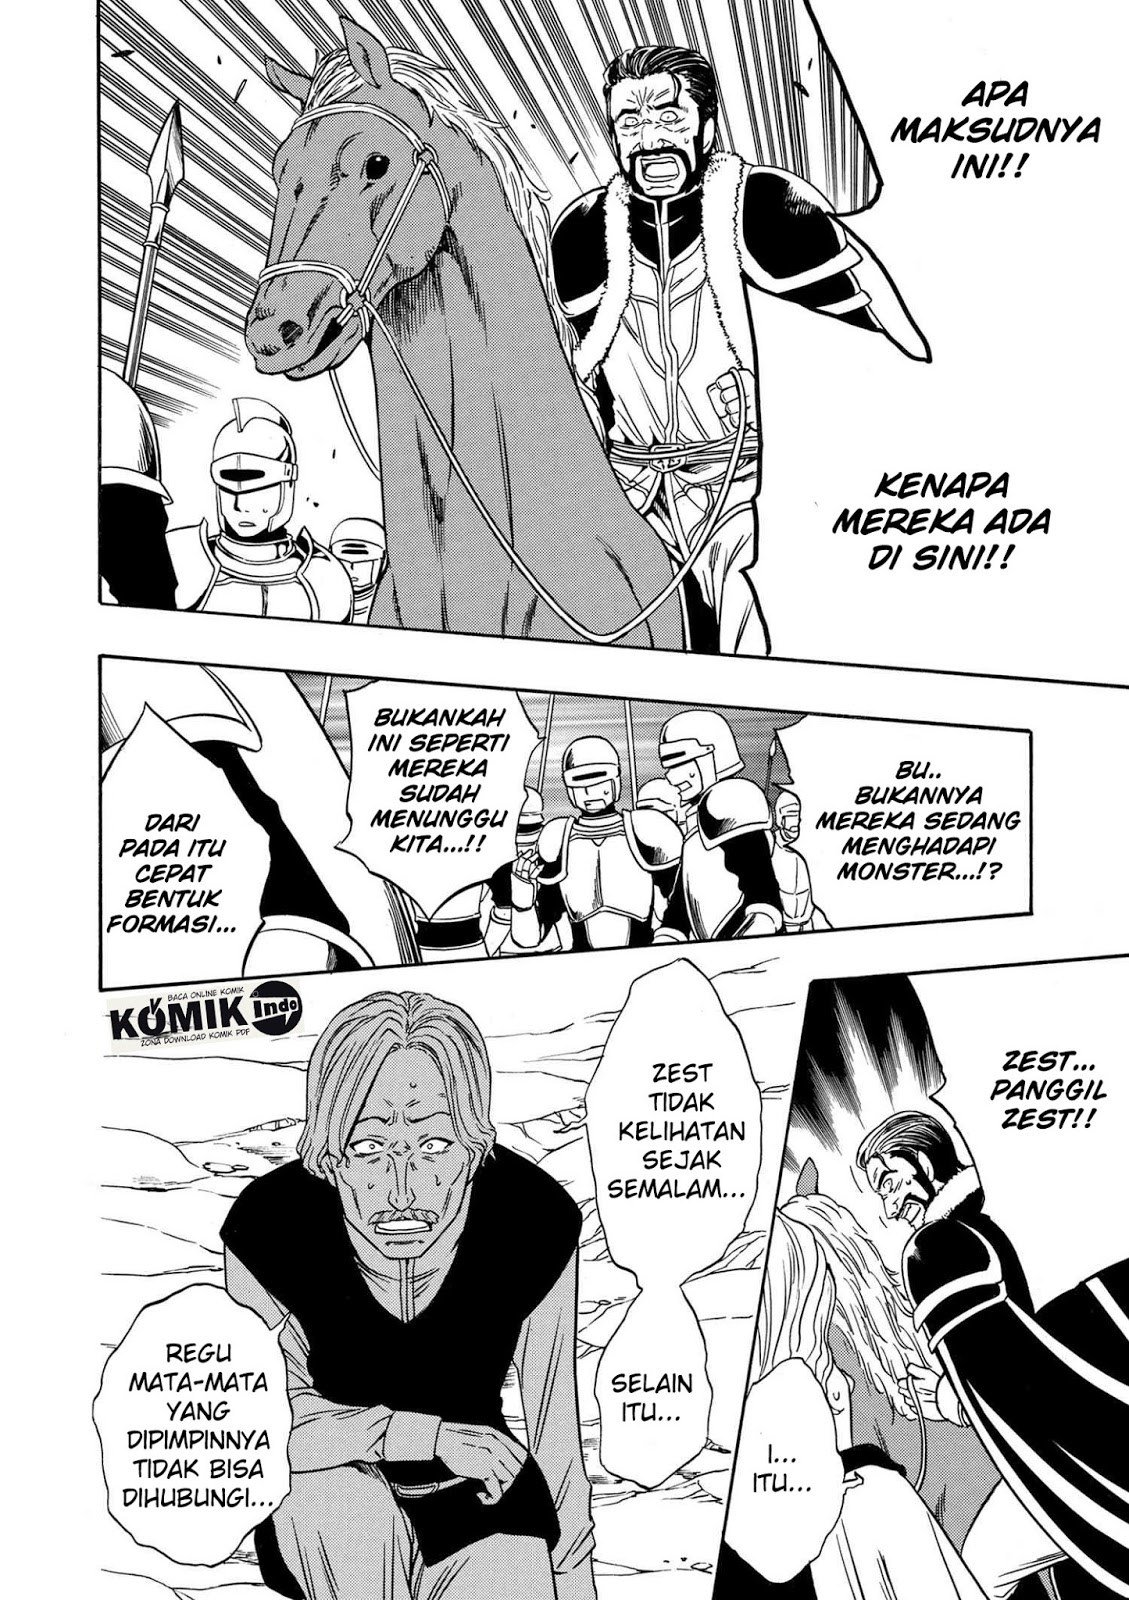 APA
MAKSUDNYA
INI!!
KENAPA
MEREKA ADA
DI SINI!!
BU..
BUKANNYA
MEREKA SEDANG
MENGHADAPI
MONSTER...!?
BUKANKAH
INI SEPERTI
MEREKA
SUDAH
MENUNGGU
KITA...!!
DARI
PADA ITU
CEPAT
BENTUK
FORMASI...
ZEST...
PANGGIL
ZEST!!
I...
ITU...
ZEST
TIDAK
KELIHATAN
SEJAK
SEMALAM...
SELAIN
ITU...
REGU
MATA-MATA
YANG
DIPIMPINNYA
TIDAK BISA
DIHUBUNGI...
BACA ONLINE KOMIK
KOMIK Indo
ZONA DOWNLOAD KOMIK PDF